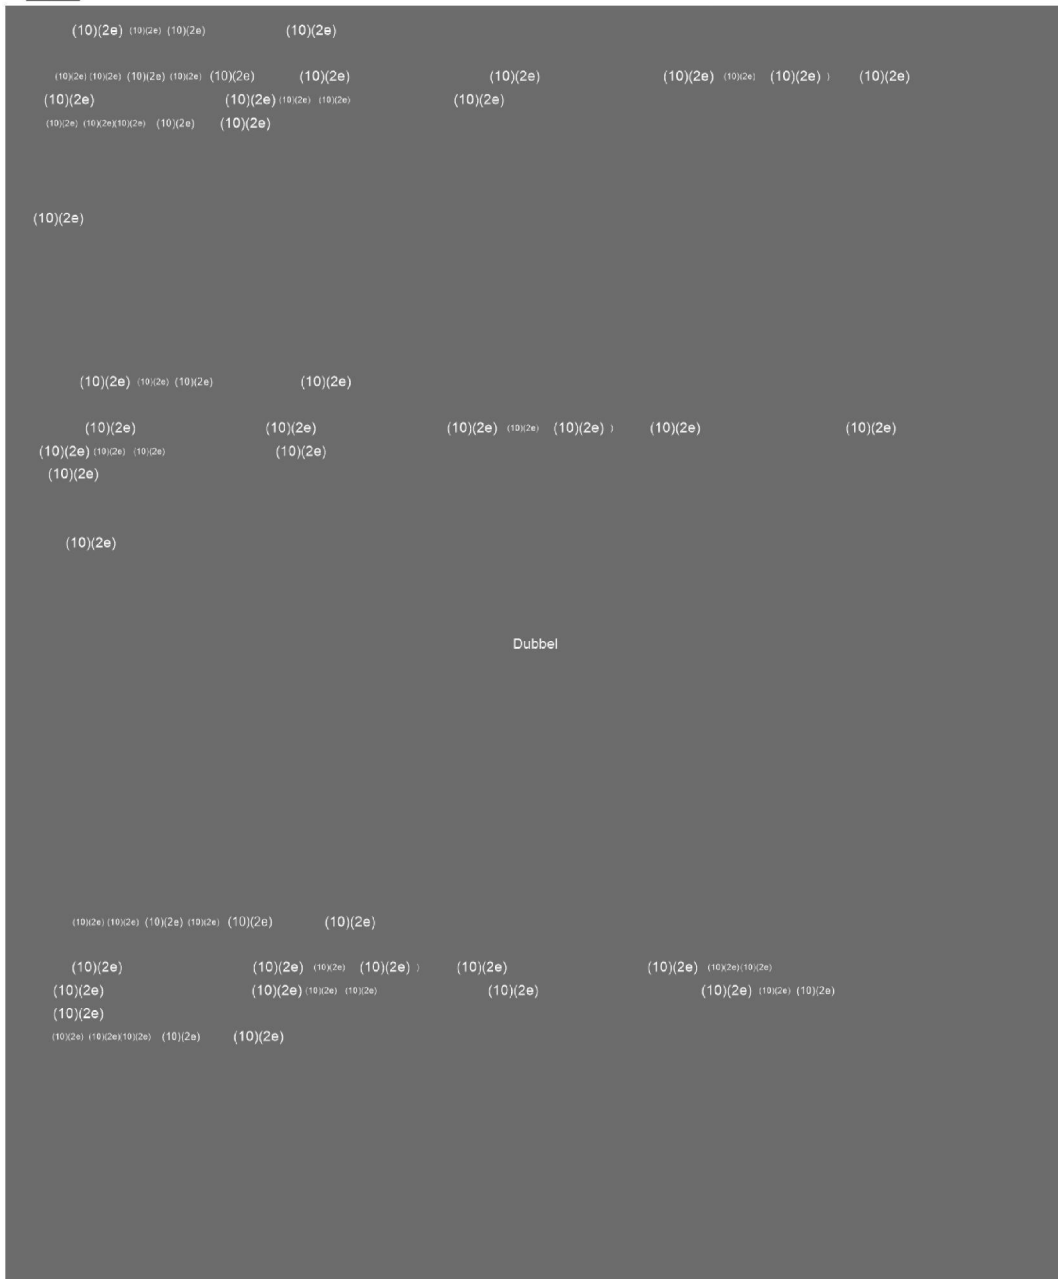 (10)(2e) (10)(2e) (10)(2e) (10)(2e)
(10)(2e) (10)(2e) (10)(2e) (10)(2e) (10)(2e) (10)(2e) (10)(2e) (10)(2e) (10)(2e) (10)(2e) ) (10)(2e)
(10)(2e) (10)(2e) (10)(2e) (10)(2e) (10)(2e)
(10)(2e) (10)(2e)(10)(2e) (10)(2e) (10)(2e)
(10)(2e)
(10)(2e) (10)(2e) (10)(2e) (10)(2e)
(10)(2e) (10)(2e) (10)(2e) (10)(2e) (10)(2e) ) (10)(2e) (10)(2e)
(10)(2e) (10)(2e) (10)(2e) (10)(2e)
(10)(2e)
(10)(2e)
Dubbel
(10)(2e) (10)(2e) (10)(2e) (10)(2e) (10)(2e) (10)(2e)
(10)(2e) (10)(2e) (10)(2e) (10)(2e) ) (10)(2e) (10)(2e) (10)(2e)(10)(2e)
(10)(2e) (10)(2e) (10)(2e) (10)(2e) (10)(2e) (10)(2e) (10)(2e) (10)(2e)
(10)(2e)
(10)(2e) (10)(2e)(10)(2e) (10)(2e) (10)(2e)